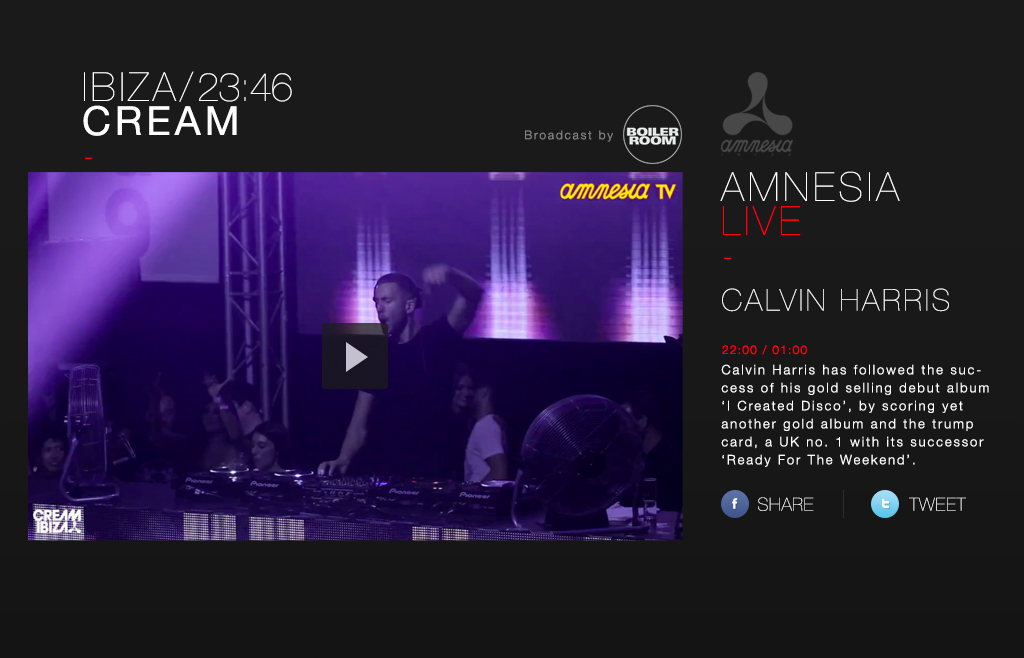 IBIZA/23:46
CREAM
Broadcast by
BOILER
ROOM
amnesia
amnesia TV
AMNESIA
LIVE
CALVIN HARRIS
22:00 / 01:00
Calvin Harris has followed the suc-
cess of his gold selling debut album
‘I Created Disco’, by scoring yet
another gold album and the trump
card, a UK no. 1 with its successor
‘Ready For The Weekend’.
Pioneer
Pioneer
Pioneer
CREAM
IBIZA
f SHARE
t TWEET